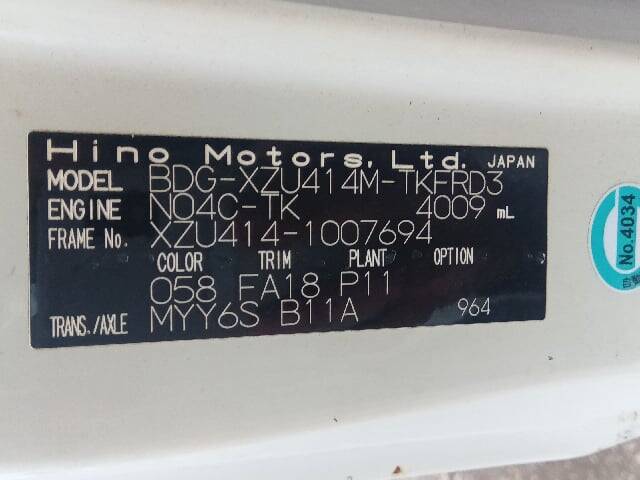 Hino Motors, Ltd. JAPAN
MODEL BDG-XZU414M-TKFRD3
ENGINE N04C-TK 4009 mL
FRAME No. XZU414-1007694
COLOR TRIM PLANT OPTION
058 FA18 P11
TRANS./AXLE MYY6S B11A 964
No.4034